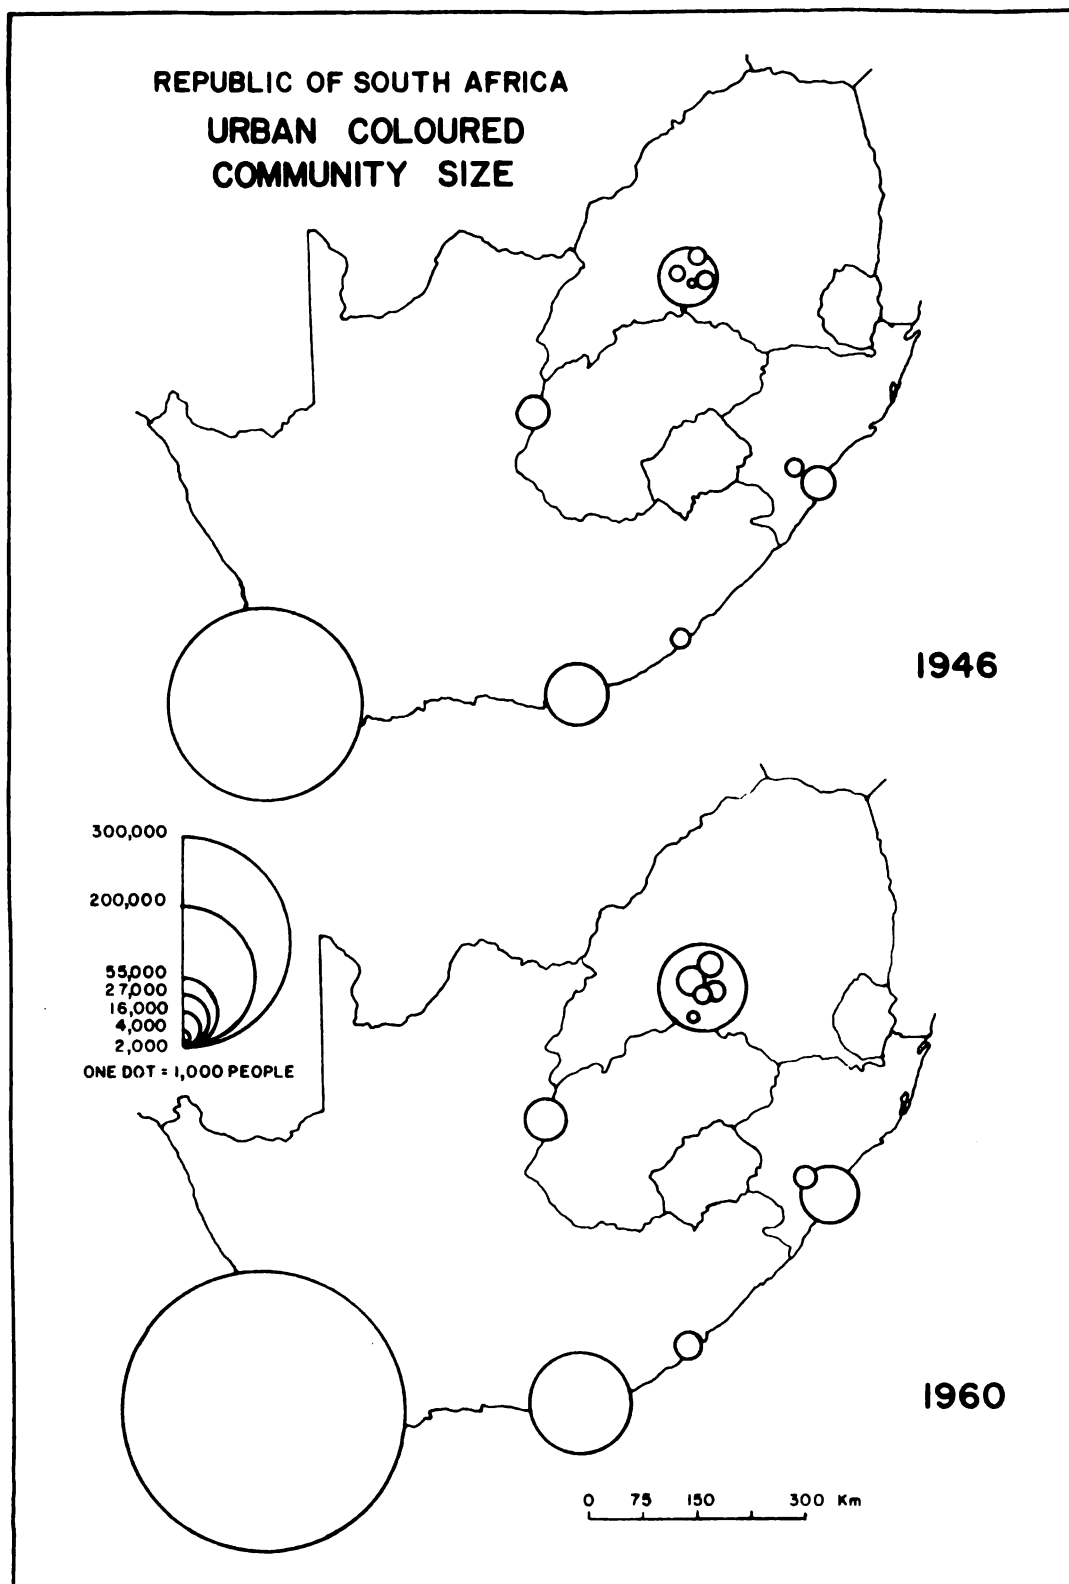 REPUBLIC OF SOUTH AFRICA
URBAN COLOURED
COMMUNITY SIZE
1946
300,000
200,000
55,000
27,000
16,000
4,000
2,000
ONE DOT = 1,000 PEOPLE
1960
0 75 150 300 Km